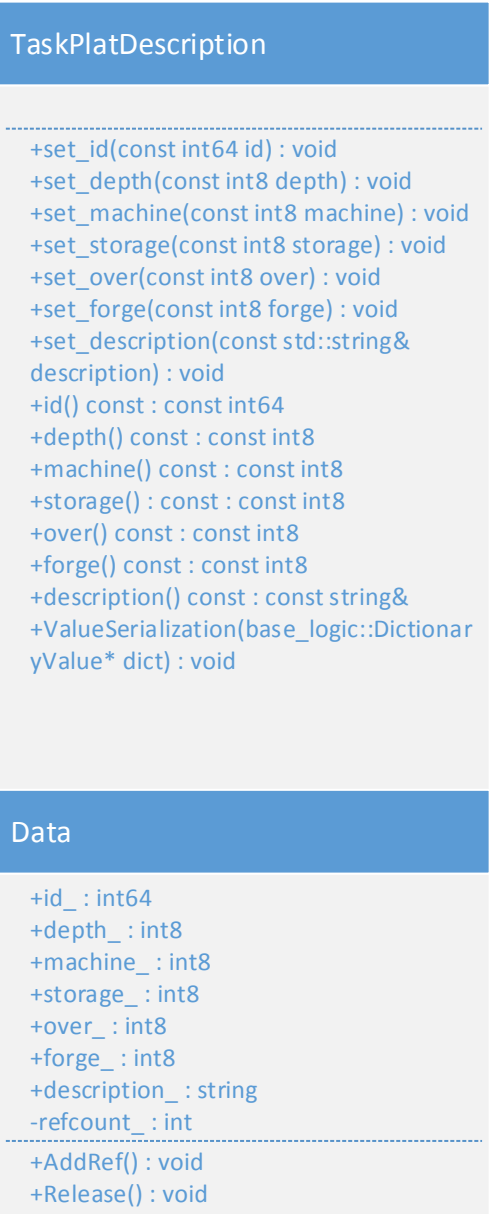 TaskPlatDescription
+set_id(const int64 id) : void
+set_depth(const int8 depth) : void
+set_machine(const int8 machine) : void
+set_storage(const int8 storage) : void
+set_over(const int8 over) : void
+set_forge(const int8 forge) : void
+set_description(const std::string&
description) : void
+id() const : const int64
+depth() const : const int8
+machine() const : const int8
+storage() : const : const int8
+over() const : const int8
+forge() const : const int8
+description() const : const string&
+ValueSerialization(base_logic::Dictionar
yValue* dict) : void
Data
+id_ : int64
+depth_ : int8
+machine_ : int8
+storage_ : int8
+over_ : int8
+forge_ : int8
+description_ : string
-refcount_ : int
+AddRef() : void
+Release() : void